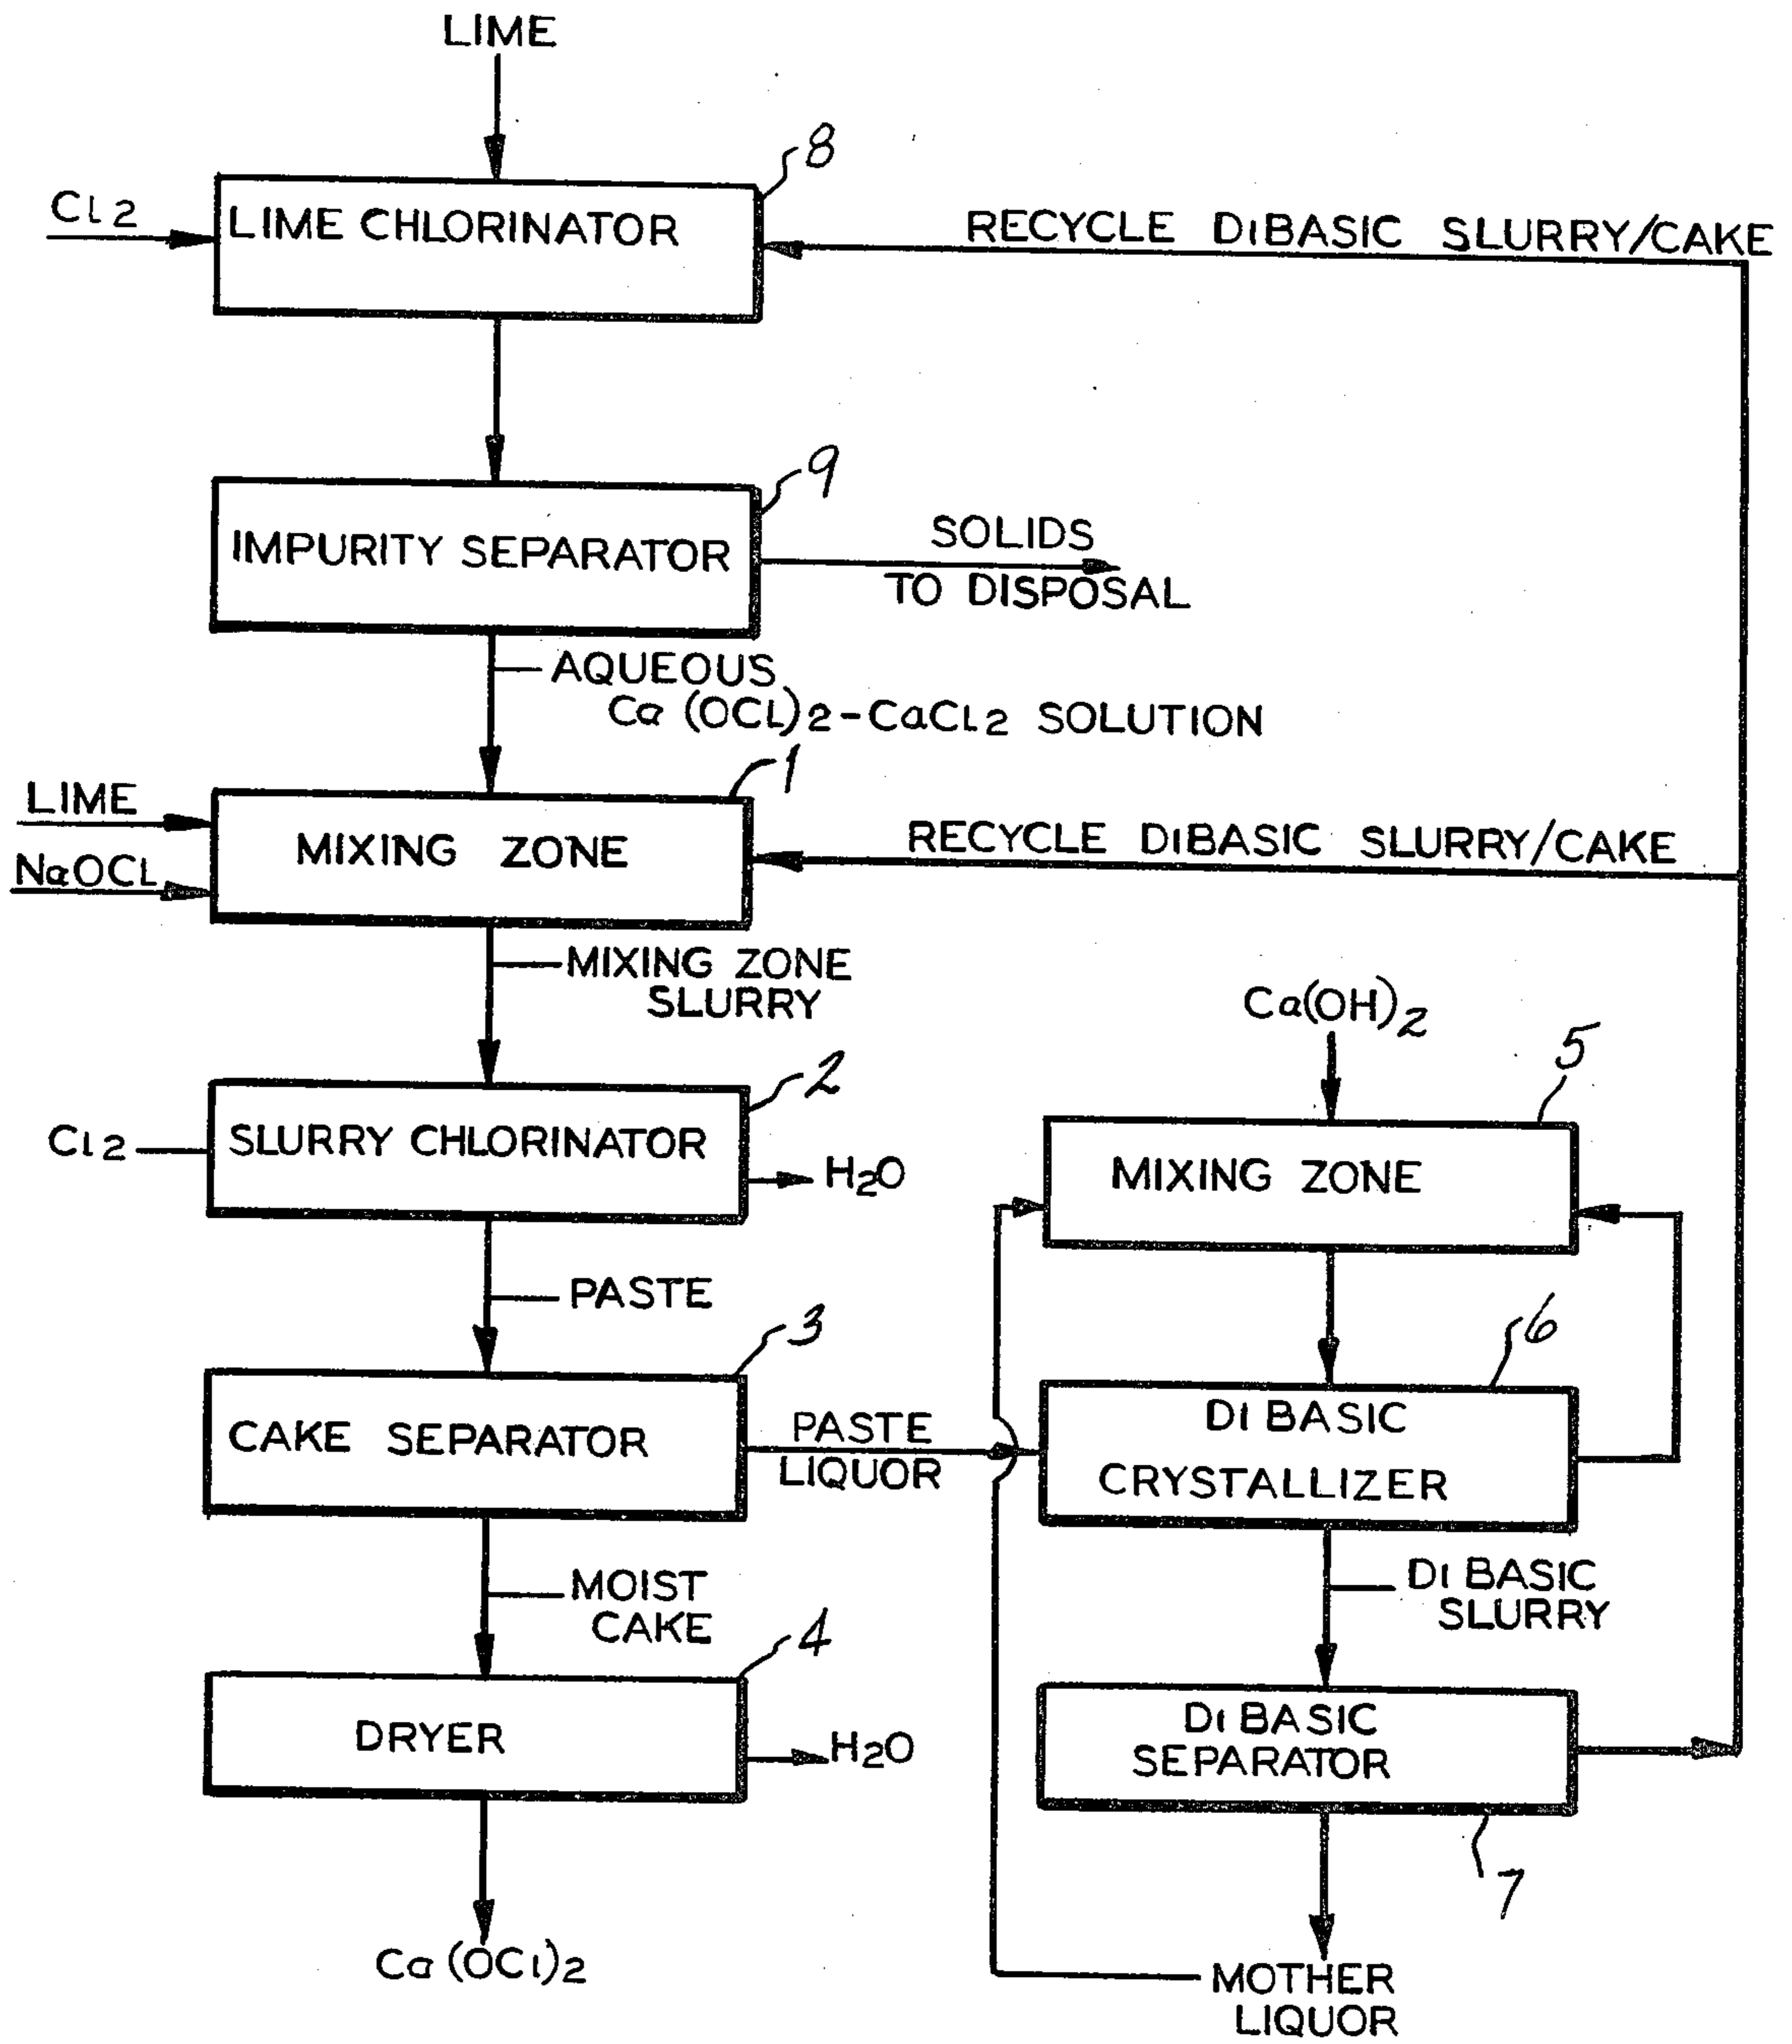 LIME
8
Cl2
LIME CHLORINATOR
RECYCLE DiBASIC SLURRY/CAKE
9
IMPURITY SEPARATOR
SOLIDS
TO DISPOSAL
AQUEOUS
Ca (OCl)2-CaCl2 SOLUTION
1
LIME
MIXING ZONE
RECYCLE DiBASIC SLURRY/CAKE
NaOCl
MIXING ZONE
SLURRY
Ca(OH)2
5
2
Cl2
SLURRY CHLORINATOR
H2O
MIXING ZONE
PASTE
3
6
CAKE SEPARATOR
PASTE
LIQUOR
Di BASIC
CRYSTALLIZER
MOIST
CAKE
Di BASIC
SLURRY
4
DRYER
H2O
Di BASIC
SEPARATOR
7
Ca (OCl)2
MOTHER
LIQUOR